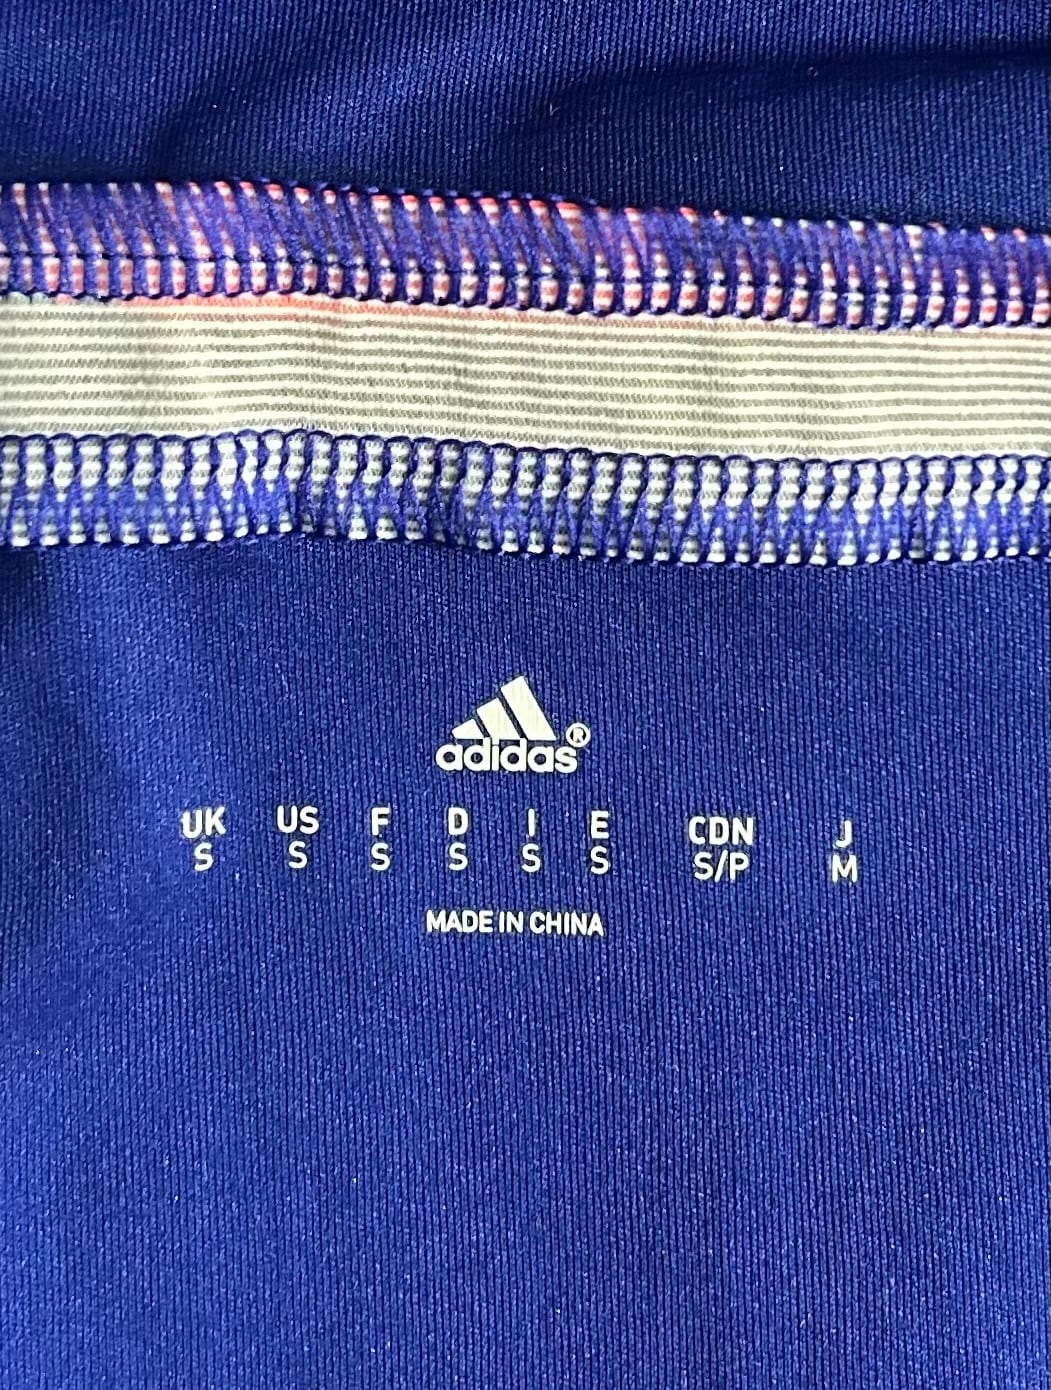 adidas®
UK US F D I E CDN J
S S S S S S S/P M
MADE IN CHINA